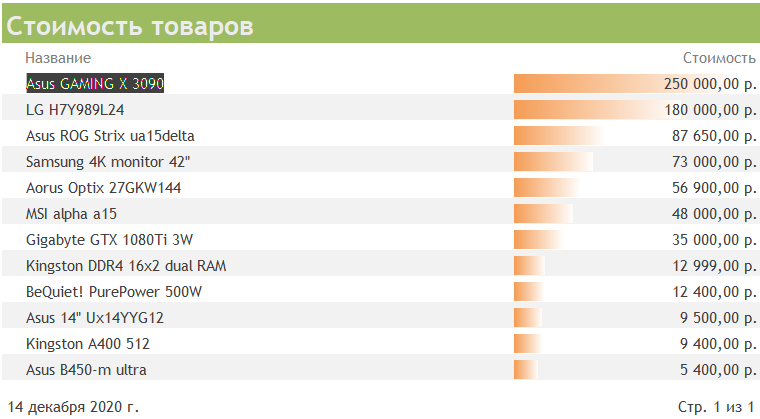 Стоимость товаров
Название Стоимость
Asus GAMING X 3090 250 000,00 р.
LG H7Y989L24 180 000,00 р.
Asus ROG Strix ua15delta 87 650,00 р.
Samsung 4K monitor 42" 73 000,00 р.
Aorus Optix 27GKW144 56 900,00 р.
MSI alpha a15 48 000,00 р.
Gigabyte GTX 1080Ti 3W 35 000,00 р.
Kingston DDR4 16x2 dual RAM 12 999,00 р.
BeQuiet! PurePower 500W 12 400,00 р.
Asus 14" Ux14YYG12 9 500,00 р.
Kingston A400 512 9 400,00 р.
Asus B450-m ultra 5 400,00 р.
14 декабря 2020 г. Стр. 1 из 1